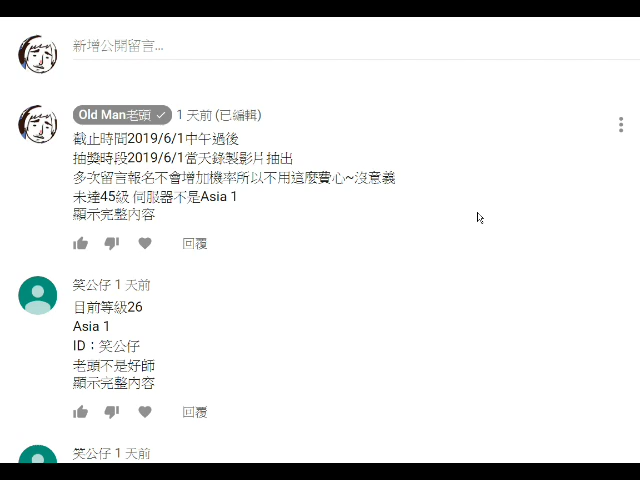 新增公開留言...
Old Man老頭 1 天前 (已編輯)
截止時間2019/6/1中午過後
抽獎時段2019/6/1當天錄製影片抽出
多次留言報名不會增加機率所以不用這麼費心~沒意義
未達45級 伺服器不是Asia 1
顯示完整內容
回覆
笑公仔 1 天前
目前等級26
Asia 1
ID：笑公仔
老頭不是好師
顯示完整內容
回覆
笑公仔 1 天前